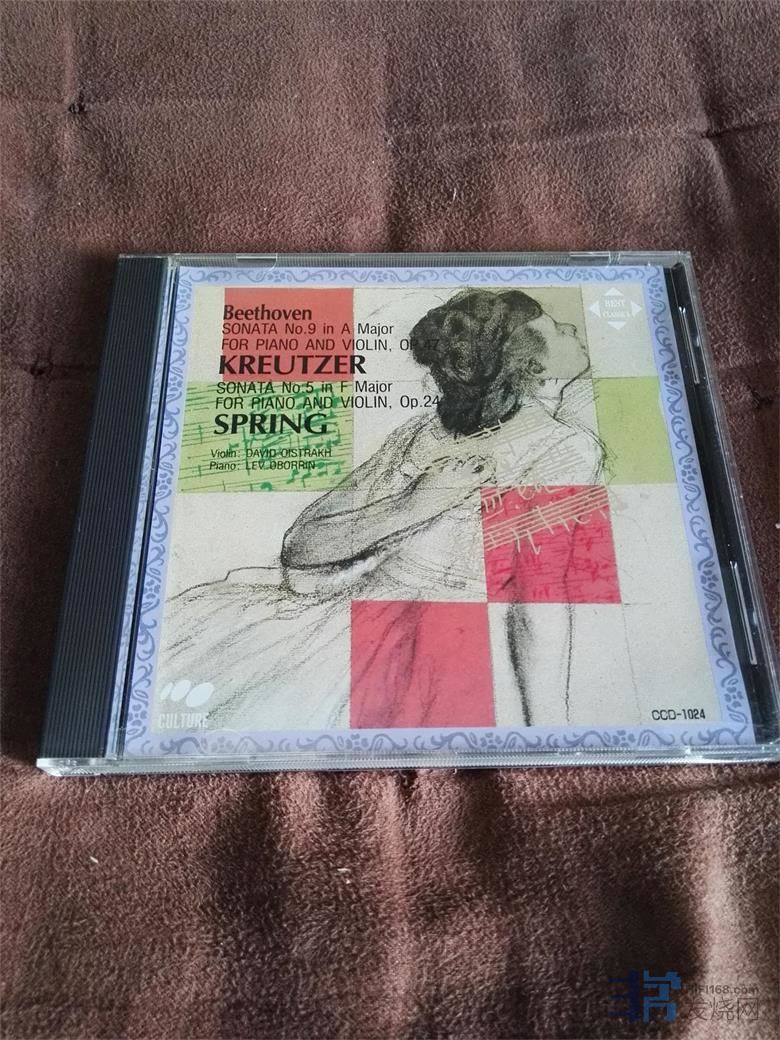 Beethoven
SONATA No.9 in A Major
FOR PIANO AND VIOLIN, OP.47
KREUTZER
SONATA No.5 in F Major
FOR PIANO AND VIOLIN, Op.24
SPRING
Violin: DAVID OISTRAKH
Piano: LEV OBORRIN
BEST
CLASSICS
CULTURE
CCD-1024
HIFI168.com
发烧网